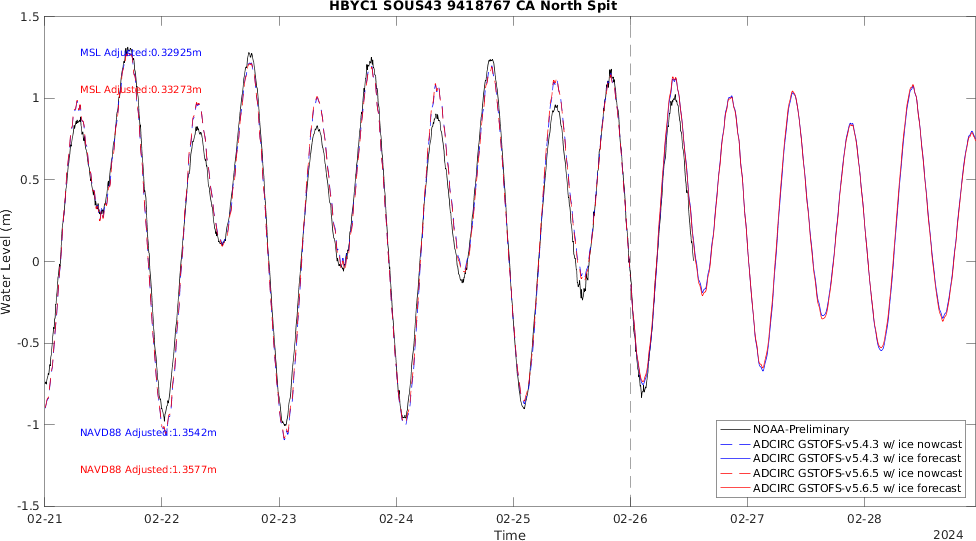 HBYC1 SOUS43 9418767 CA North Spit
1.5
MSL Adjusted:0.32925m
1
MSL Adjusted:0.33273m
0.5
0
Water Level (m)
-0.5
-1
NAVD88 Adjusted:1.3542m
NAVD88 Adjusted:1.3577m
-1.5
NOAA-Preliminary
ADCIRC GSTOFS-v5.4.3 w/ ice nowcast
ADCIRC GSTOFS-v5.4.3 w/ ice forecast
ADCIRC GSTOFS-v5.6.5 w/ ice nowcast
ADCIRC GSTOFS-v5.6.5 w/ ice forecast
02-21 02-22 02-23 02-24 02-25 02-26 02-27 02-28
Time
2024